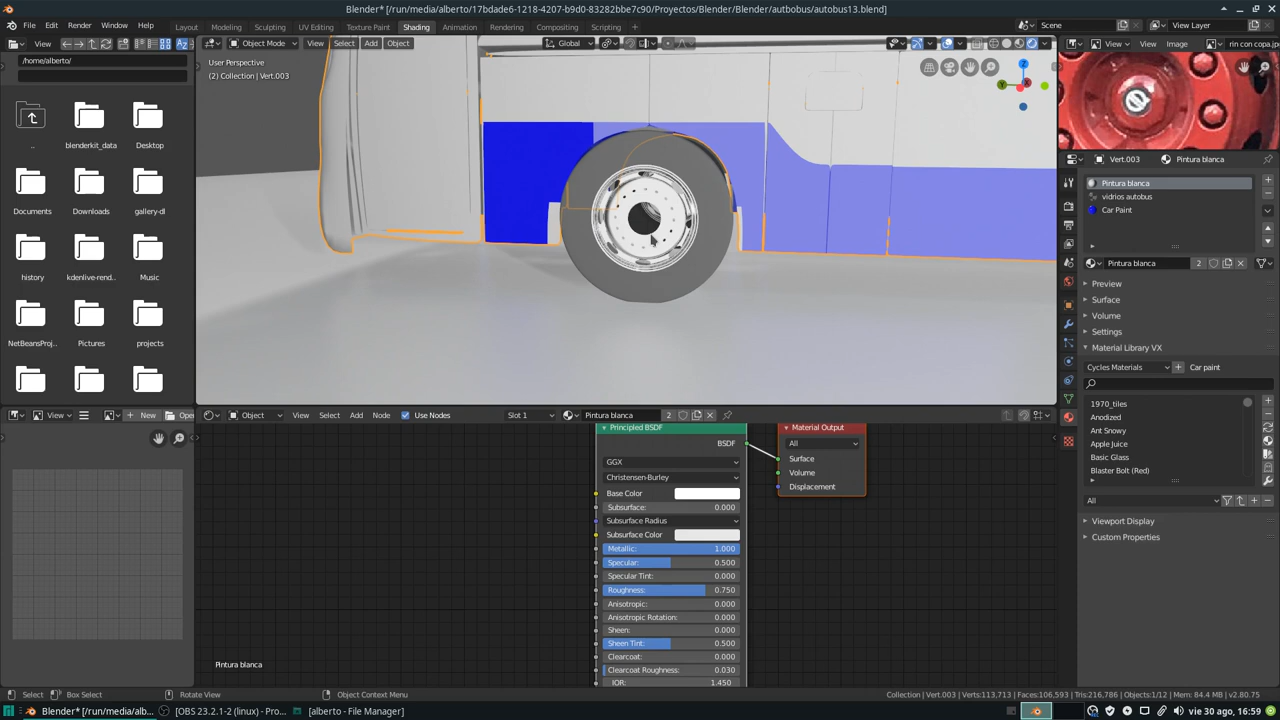 Blender* [/run/media/alberto/17bdade6-1218-4207-b9d0-83282bbe7c90/Proyectos/Blender/Blender/autbobus/autobus13.blend]
File Edit Render Window Help Layout Modeling Sculpting UV Editing Texture Paint Shading Animation Rendering Compositing Scripting Scene View Layer
View Object Mode View Select Add Object Global View Image rin con copa.jp
/home/alberto/
User Perspective
(2) Collection | Vert.003
Z
Y
X
.. blenderkit_data Desktop
Documents Downloads gallery-dl
history kdenlive-rend... Music
NetBeansProj... Pictures projects
Vert.003 Pintura blanca
Pintura blanca
vidrios autobus
Car Paint
Pintura blanca 2
Preview
Surface
Volume
Settings
Material Library VX
Cycles Materials Car paint
1970_tiles
Anodized
Ant Snowy
Apple Juice
Basic Glass
Blaster Bolt (Red)
All
Viewport Display
Custom Properties
View New Open Object View Select Add Node Use Nodes Slot 1 Pintura blanca 2
Principled BSDF
BSDF
GGX
Christensen-Burley
Base Color
Subsurface: 0.000
Subsurface Radius
Subsurface Color
Metallic: 1.000
Specular: 0.500
Specular Tint: 0.000
Roughness: 0.750
Anisotropic: 0.000
Anisotropic Rotation: 0.000
Sheen: 0.000
Sheen Tint: 0.500
Clearcoat: 0.000
Clearcoat Roughness: 0.030
IOR: 1.450
Material Output
All
Surface
Volume
Displacement
Pintura blanca
Select Box Select Rotate View Object Context Menu Collection | Vert.003 | Verts:113,713 | Faces:106,593 | Tris:216,786 | Objects:1/12 | Mem: 84.4 MB | v2.80.75
Blender* [/run/media/alb... [OBS 23.2.1-2 (linux) - Pro... [alberto - File Manager] vie 30 ago, 16:59